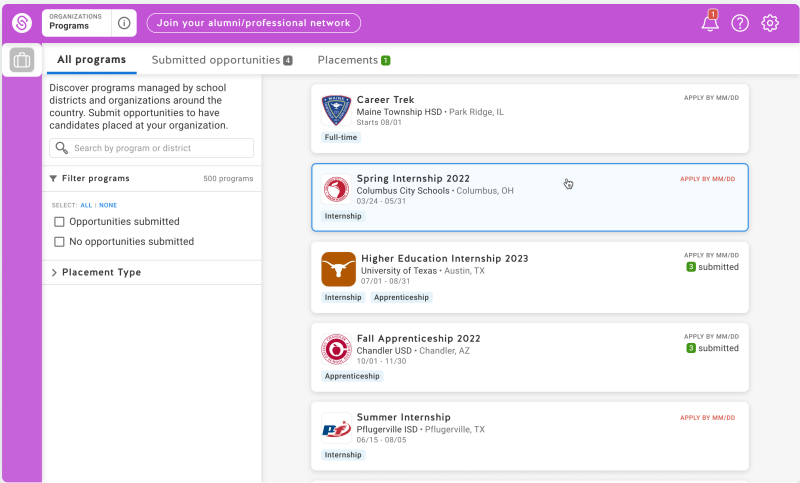 ORGANIZATIONS
Programs
Join your alumni/professional network
1
All programs
Submitted opportunities 4
Placements 1
Discover programs managed by school
districts and organizations around the
country. Submit opportunities to have
candidates placed at your organization.
Search by program or district
Filter programs
500 programs
SELECT: ALL | NONE
Opportunities submitted
No opportunities submitted
Placement Type
Career Trek
APPLY BY MM/DD
Maine Township HSD • Park Ridge, IL
Starts 08/01
Full-time
MAINE
Spring Internship 2022
APPLY BY MM/DD
Columbus City Schools • Columbus, OH
03/24 - 05/31
Internship
Higher Education Internship 2023
APPLY BY MM/DD
University of Texas • Austin, TX
3 submitted
07/01 - 08/31
Internship
Apprenticeship
Fall Apprenticeship 2022
APPLY BY MM/DD
Chandler USD • Chandler, AZ
3 submitted
10/01 - 11/30
Apprenticeship
Summer Internship
APPLY BY MM/DD
Pflugerville ISD • Pflugerville, TX
06/15 - 08/05
Internship